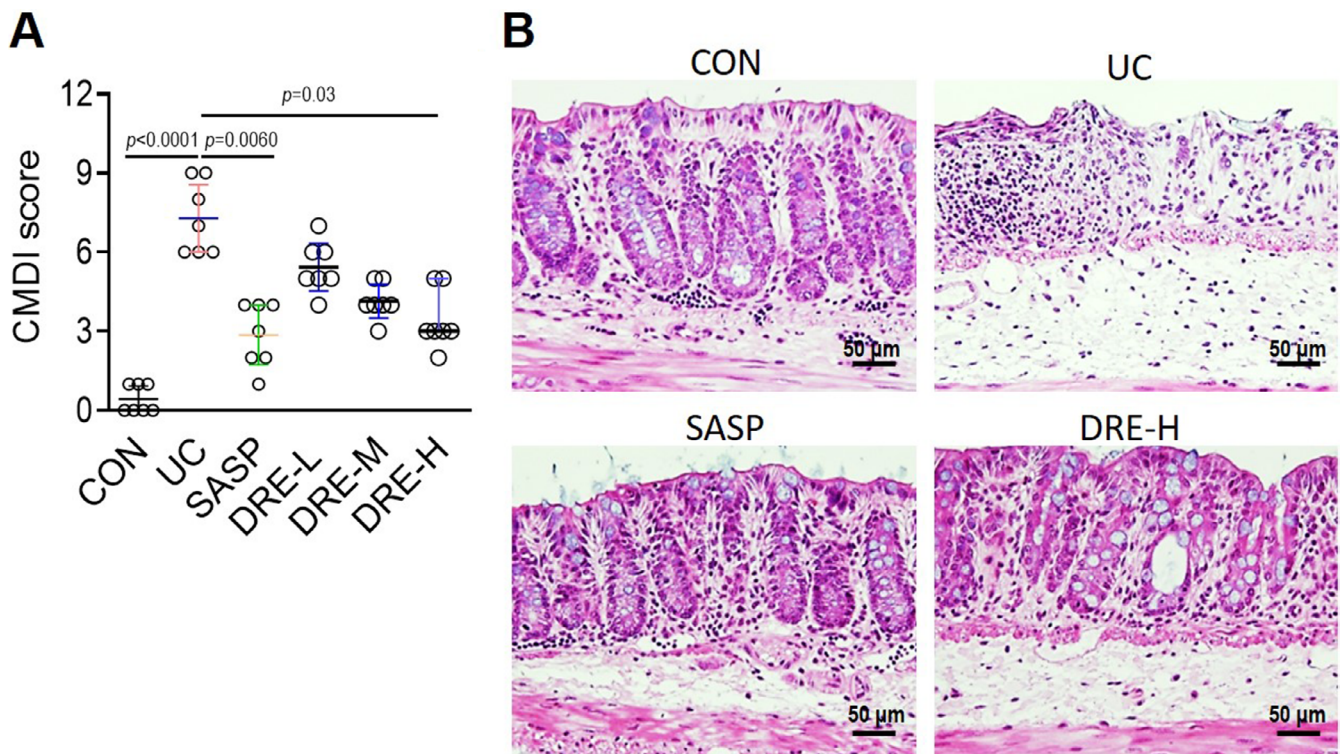 A
12
9
6
3
0
CMDI score
p=0.03
p<0.0001
p=0.0060
CON
UC
SASP
DRE-L
DRE-M
DRE-H
B
CON
UC
50 µm
50 µm
SASP
DRE-H
50 µm
50 µm